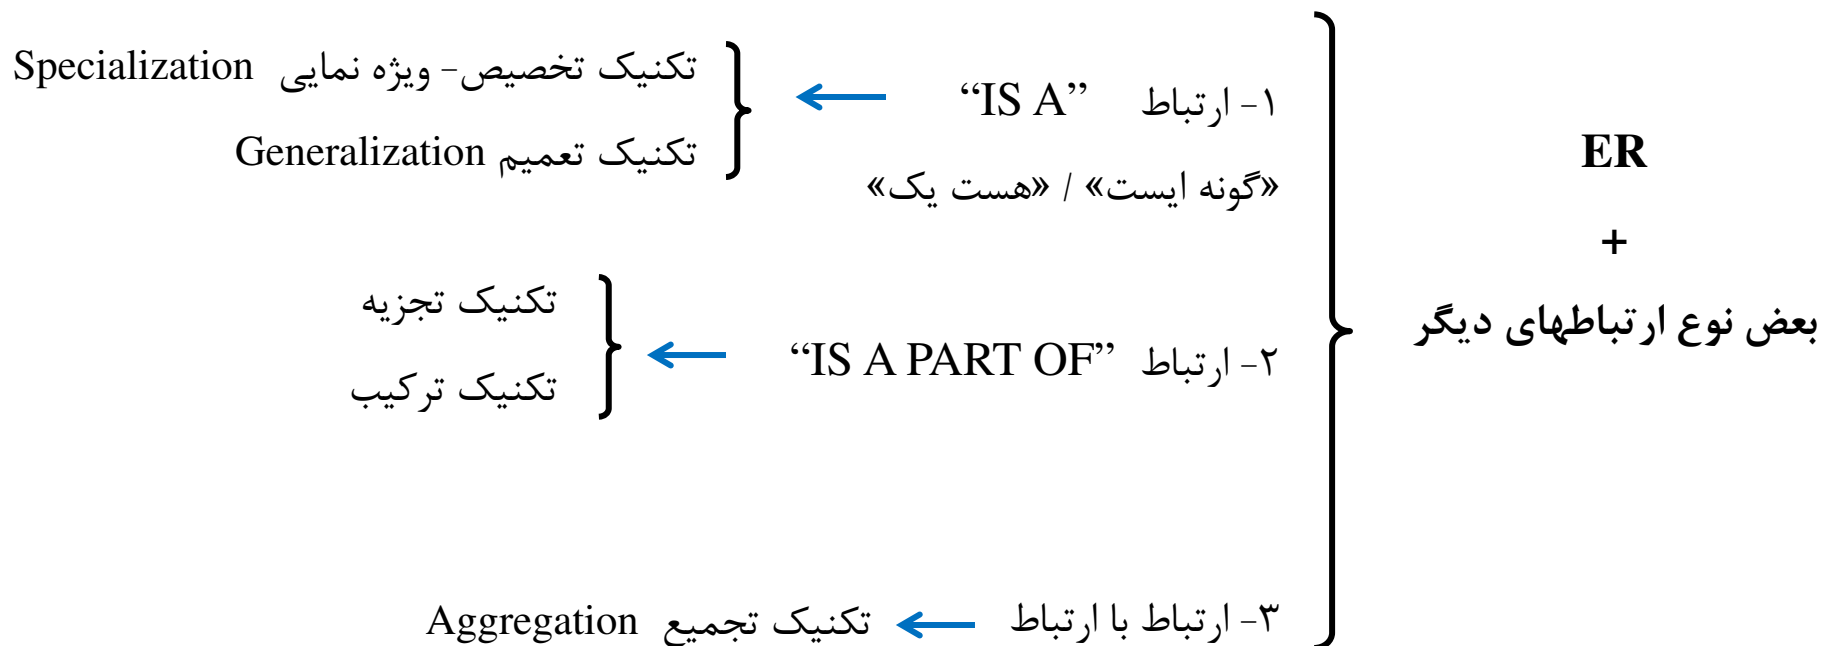 ER
+
بعض نوع ارتباطهای دیگر
۱- ارتباط “IS A”
«گونه ایست» / «هست یک»
تکنیک تخصیص- ویژه نمایی Specialization
تکنیک تعمیم Generalization
۲- ارتباط “IS A PART OF”
تکنیک تجزیه
تکنیک ترکیب
۳- ارتباط با ارتباط
تکنیک تجمیع Aggregation